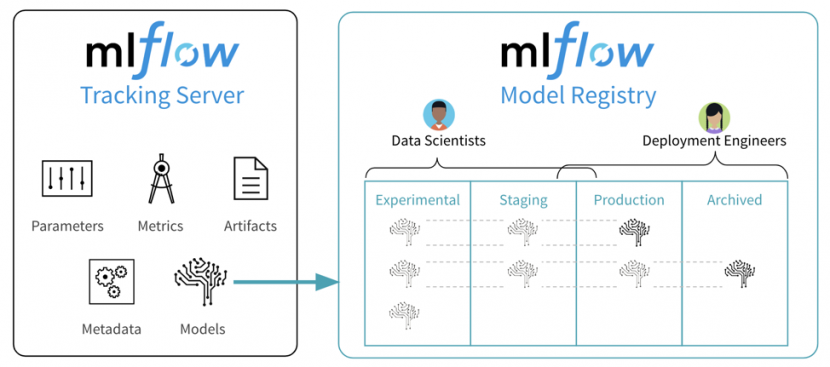 mlflow
Tracking Server
Parameters
Metrics
Artifacts
Metadata
Models
mlflow
Model Registry
Data Scientists
Deployment Engineers
Experimental
Staging
Production
Archived